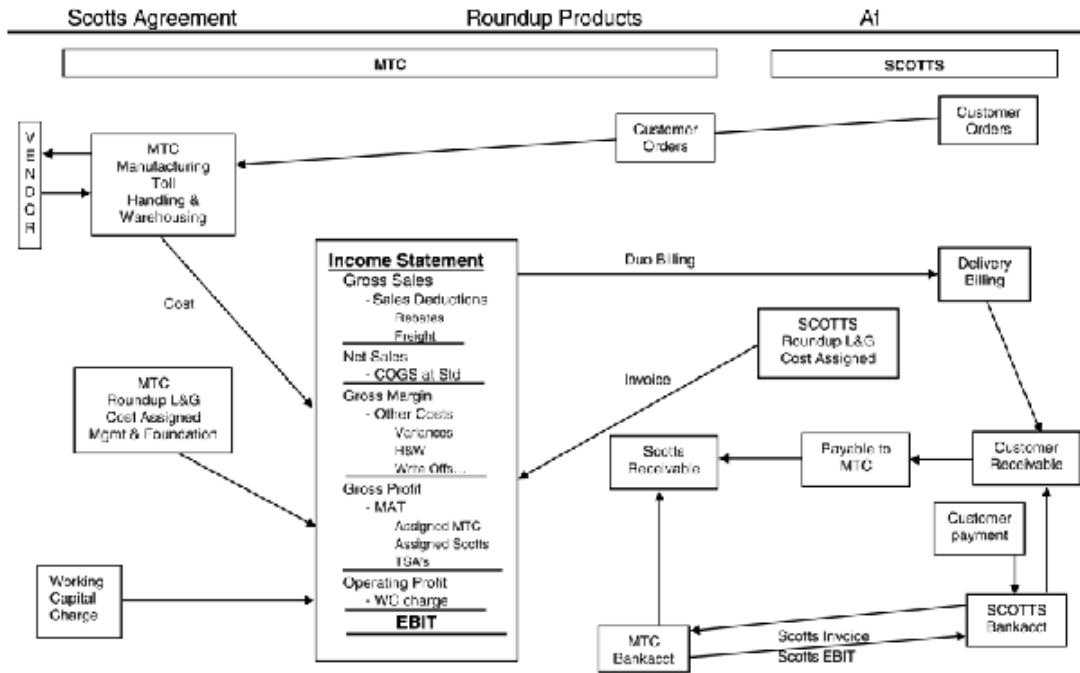 Scotts Agreement Roundup Products Af
MTC SCOTTS
V
E
N
D
O
R
MTC
Manufacturing
Toll
Handling &
Warehousing
Customer
Orders
Customer
Orders
Cost
Income Statement
Gross Sales
- Sales Deductions
Rebates
Freight
Net Sales
- COGS at Std
Gross Margin
- Other Costs
Variances
H&W
Write Offs...
Gross Profit
- MAT
Assigned MTC
Assigned Scotts
TSA's
Operating Profit
- WC charge
EBIT
Duo Billing
Delivery
Billing
SCOTTS
Roundup L&G
Cost Assigned
Invoice
MTC
Roundup L&G
Cost Assigned
Mgmt & Foundation
Scotts
Receivable
Payable to
MTC
Customer
Receivable
Customer
payment
Working
Capital
Charge
MTC
Bankacct
Scotts Invoice
Scotts EBIT
SCOTTS
Bankacct